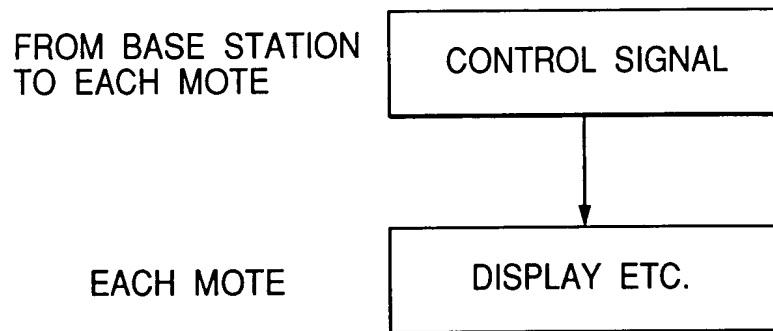 FROM BASE STATION
TO EACH MOTE
CONTROL SIGNAL
EACH MOTE
DISPLAY ETC.